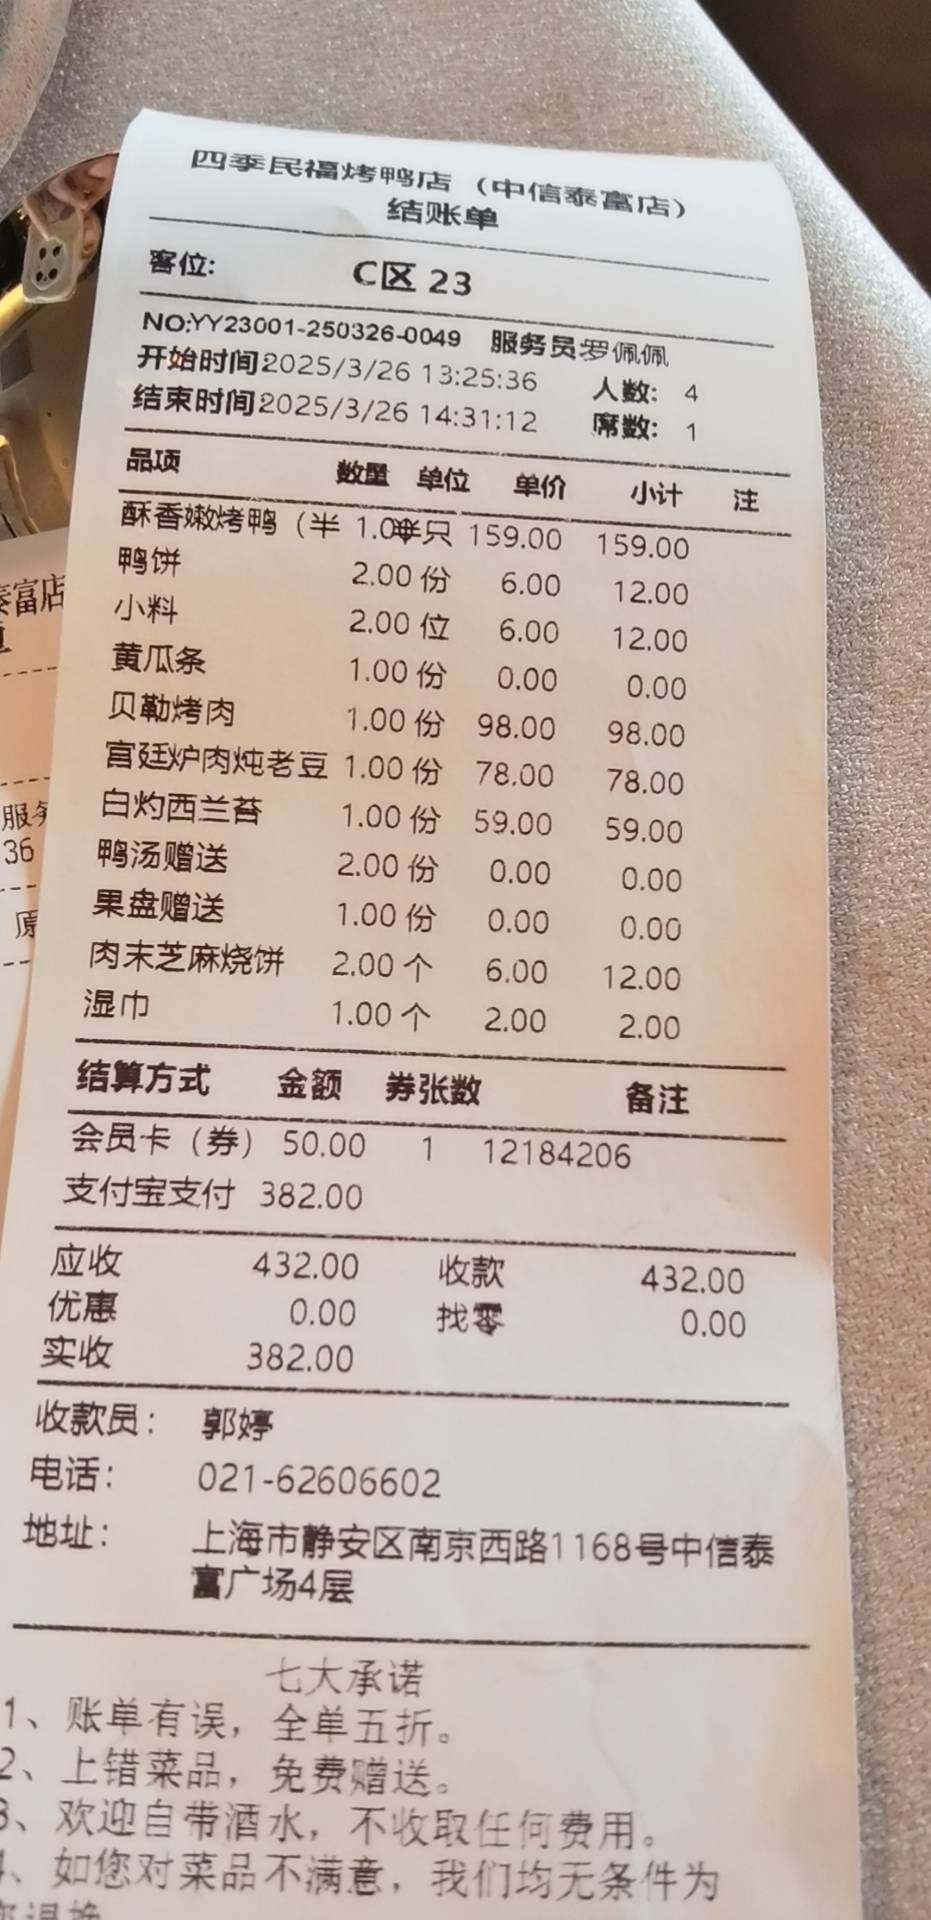 四季民福烤鸭店（中信泰富店）
结账单
客位: C区 23
NO:YY23001-250326-0049 服务员罗佩佩
开始时间2025/3/26 13:25:36 人数: 4
结束时间2025/3/26 14:31:12 席数: 1
品项 数量 单位 单价 小计 注
酥香嫩烤鸭（半 1.0半只 159.00 159.00
鸭饼 2.00 份 6.00 12.00
小料 2.00 位 6.00 12.00
黄瓜条 1.00 份 0.00 0.00
贝勒烤肉 1.00 份 98.00 98.00
宫廷炉肉炖老豆 1.00 份 78.00 78.00
白灼西兰苔 1.00 份 59.00 59.00
鸭汤赠送 2.00 份 0.00 0.00
果盘赠送 1.00 份 0.00 0.00
肉末芝麻烧饼 2.00 个 6.00 12.00
湿巾 1.00 个 2.00 2.00
结算方式 金额 券张数 备注
会员卡（券） 50.00 1 12184206
支付宝支付 382.00
应收 432.00 收款 432.00
优惠 0.00 找零 0.00
实收 382.00
收款员： 郭婷
电话： 021-62606602
地址： 上海市静安区南京西路1168号中信泰
富广场4层
七大承诺
1、账单有误，全单五折。
2、上错菜品，免费赠送。
3、欢迎自带酒水，不收取任何费用。
4、如您对菜品不满意，我们均无条件为
泰富店
服务
36
原